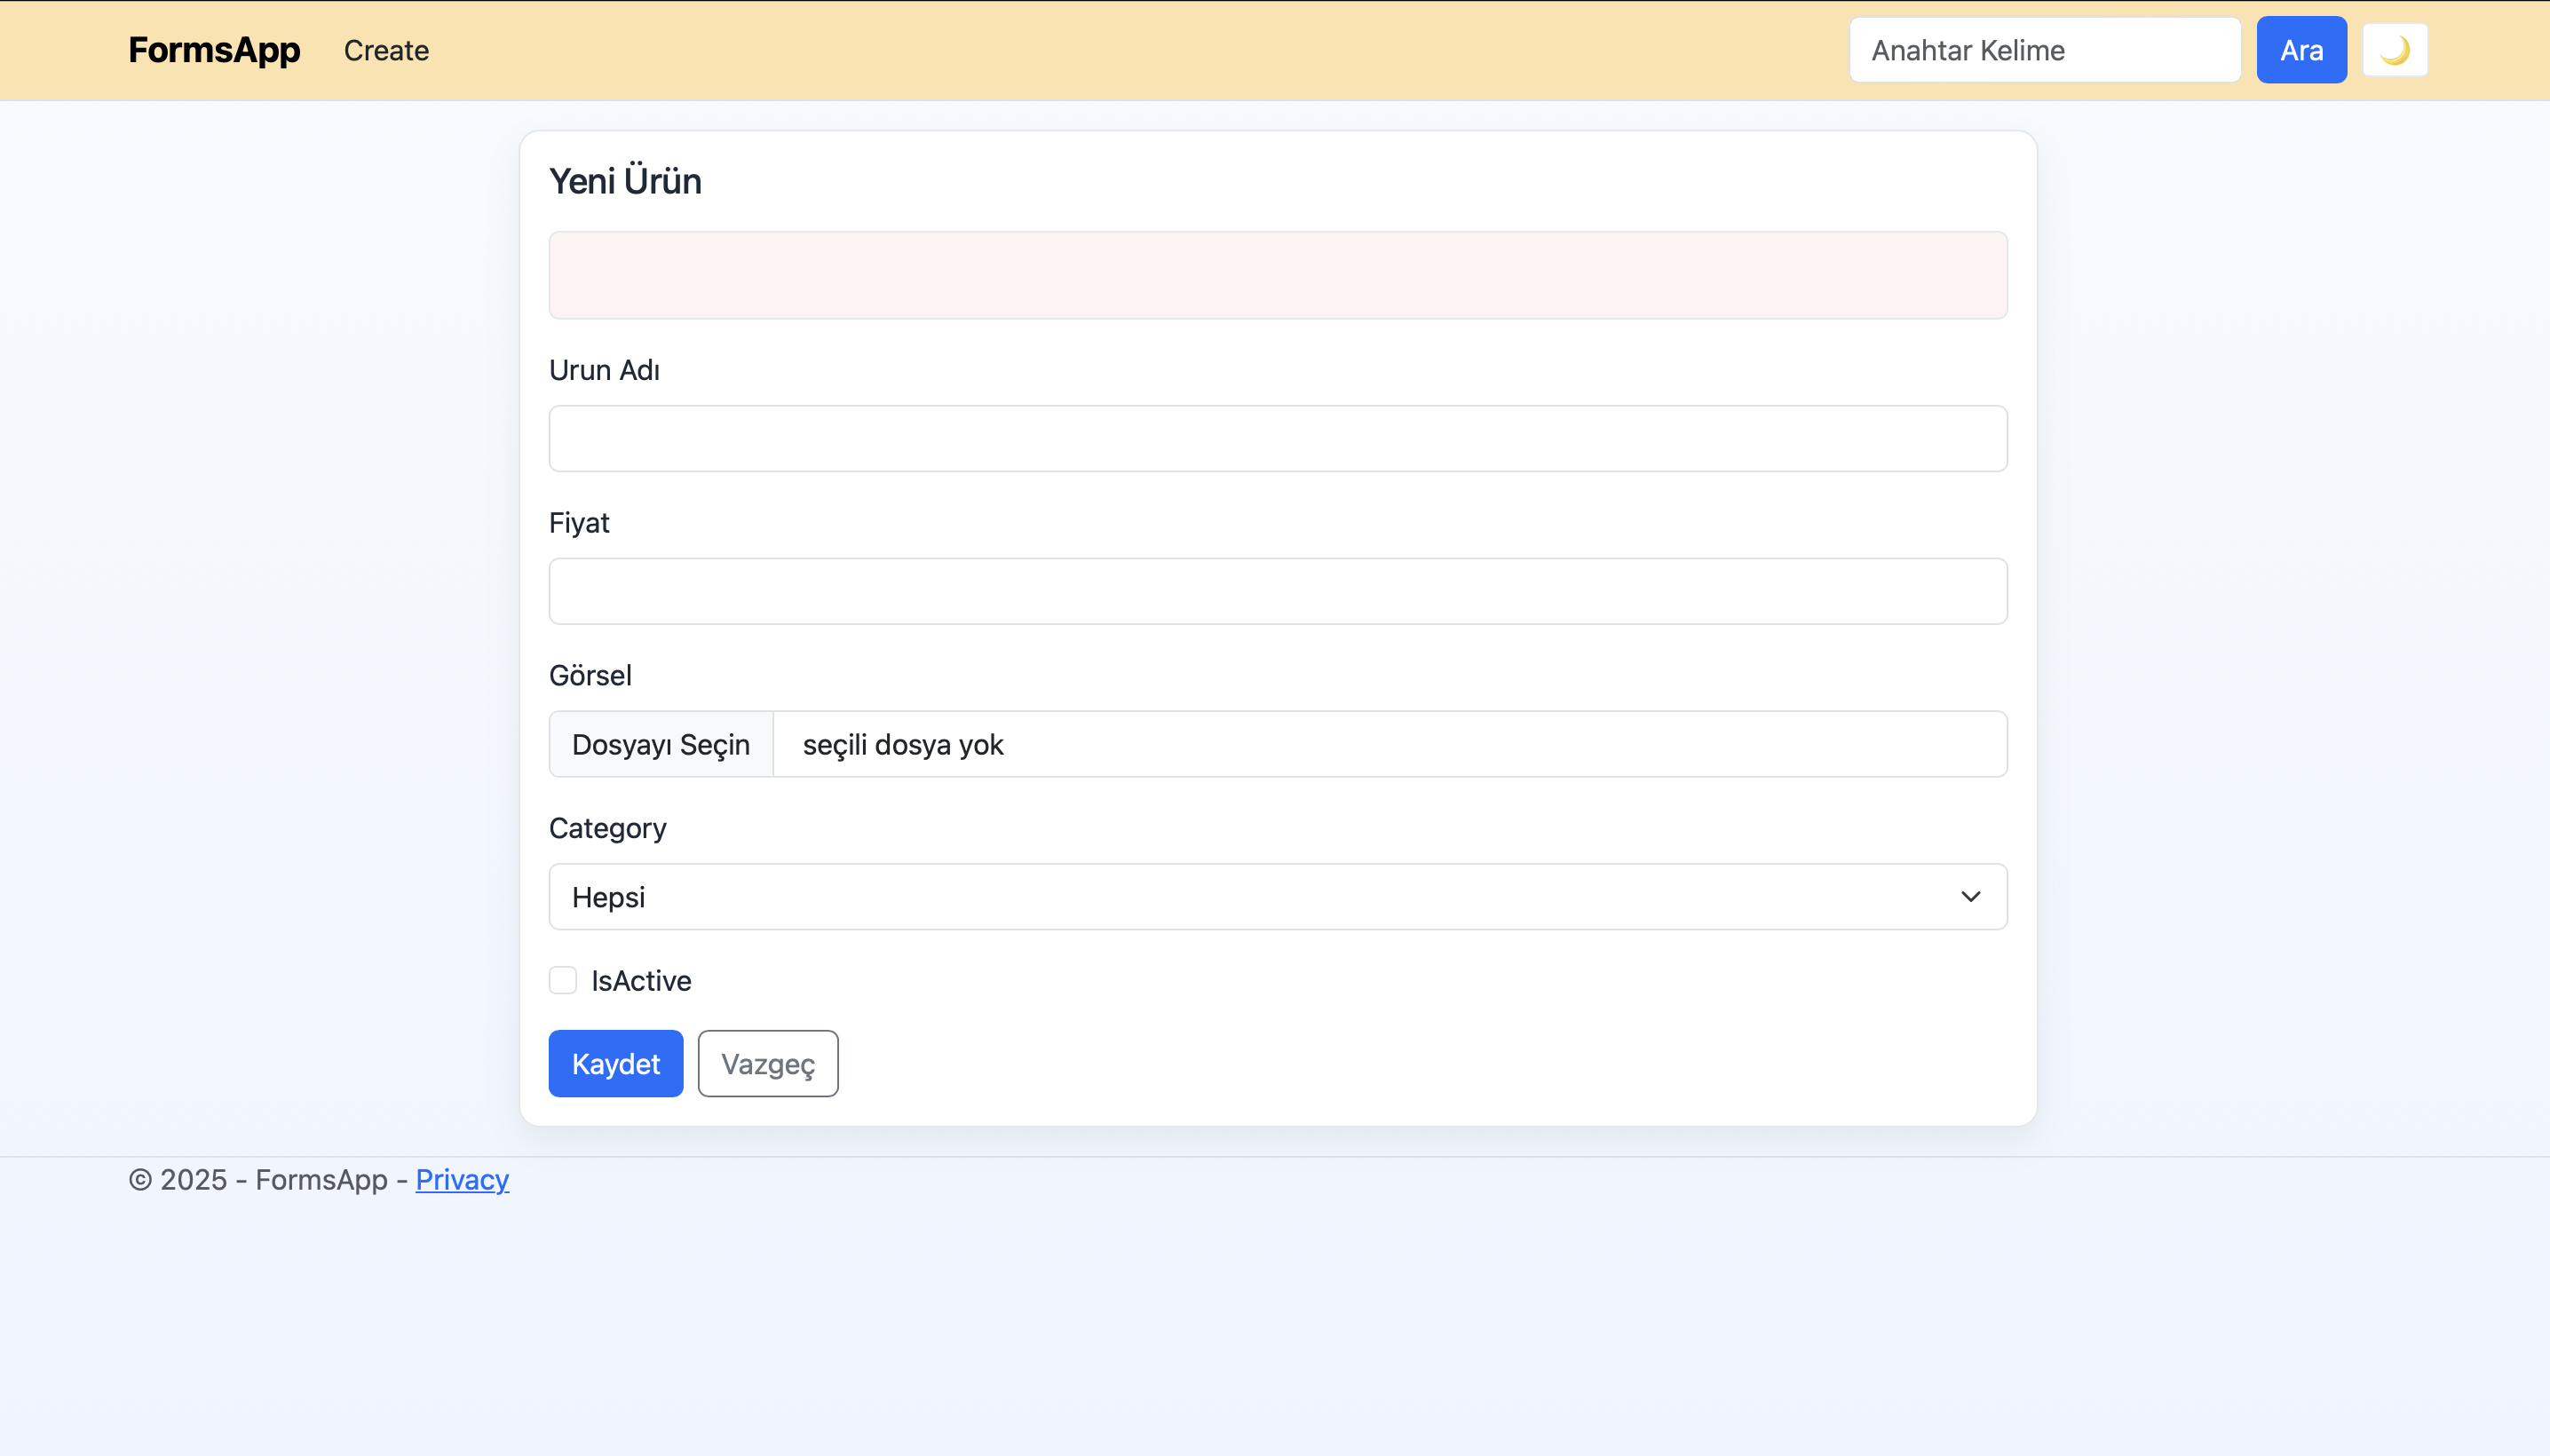 FormsApp Create Anahtar Kelime Ara
Yeni Ürün
Urun Adı
Fiyat
Görsel
Dosyayı Seçin seçili dosya yok
Category
Hepsi
IsActive
Kaydet Vazgeç
© 2025 - FormsApp - Privacy